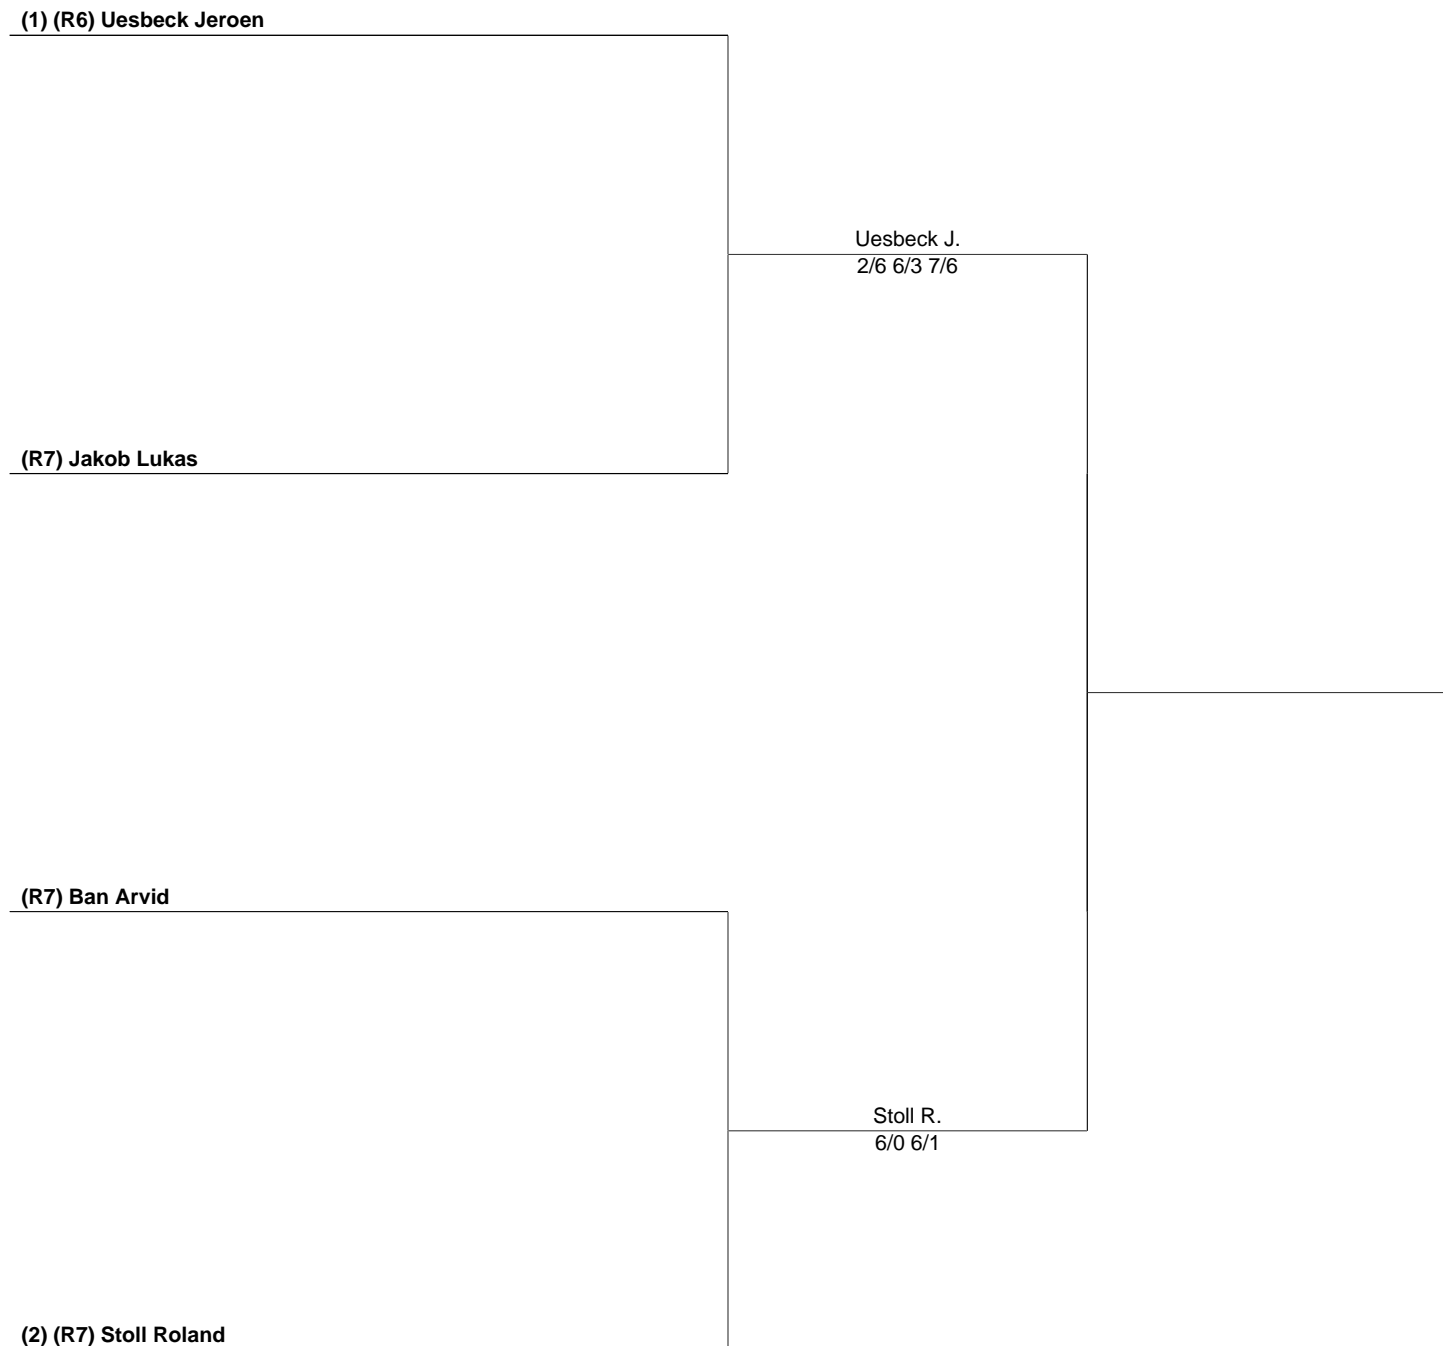 (1) (R6) Uesbeck Jeroen
Uesbeck J.
2/6 6/3 7/6
(R7) Jakob Lukas
(R7) Ban Arvid
Stoll R.
6/0 6/1
(2) (R7) Stoll Roland